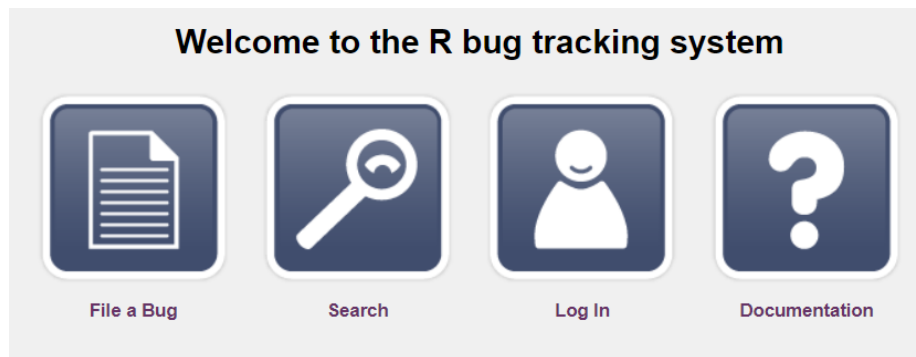 Welcome to the R bug tracking system
File a Bug
Search
Log In
Documentation